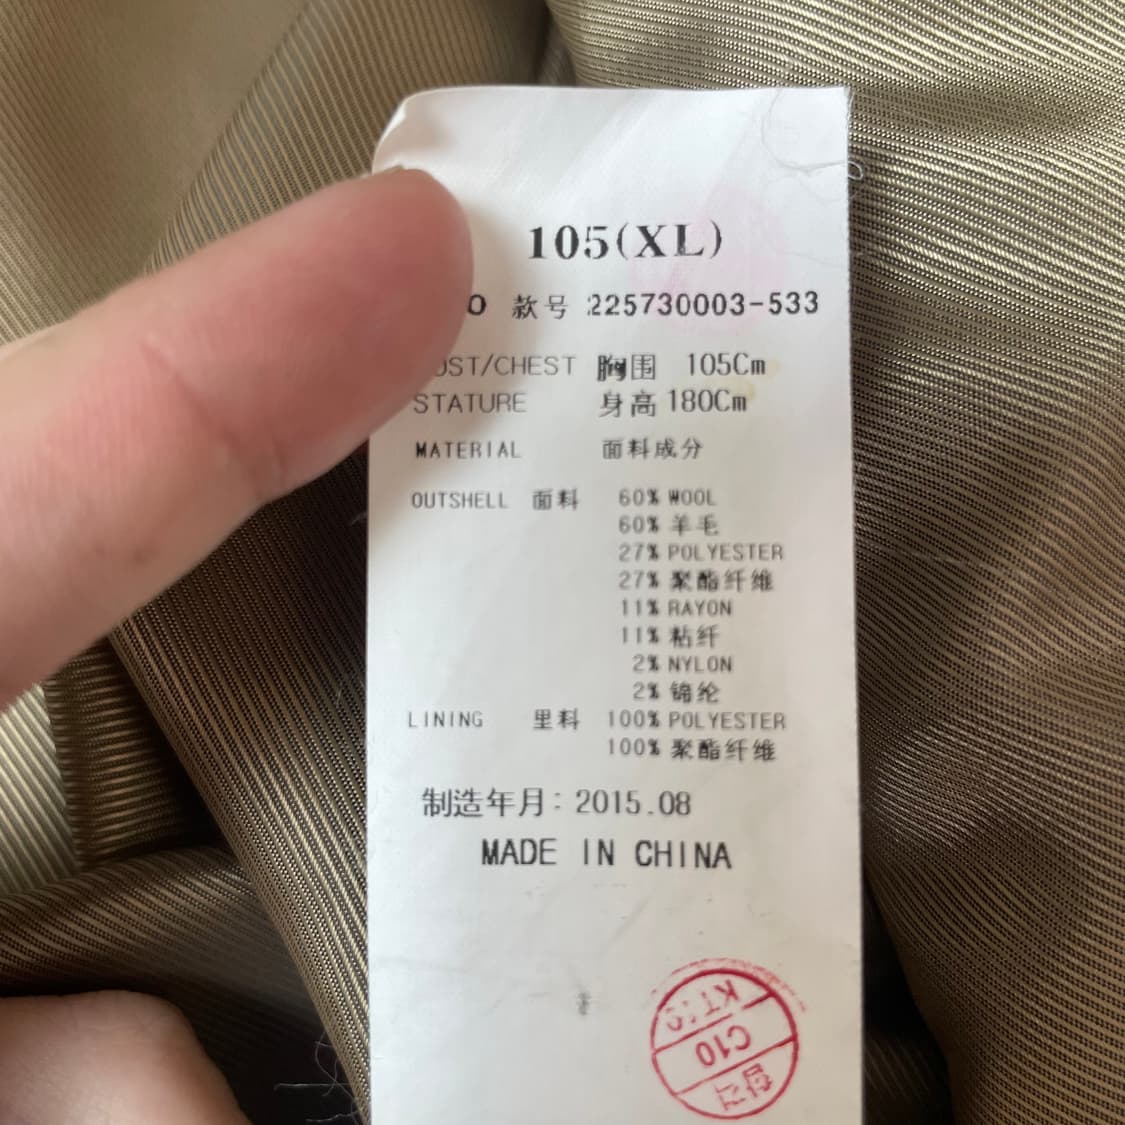 105(XL)
O 款号 225730003-533
UST/CHEST 胸围 105Cm
STATURE 身高 180Cm
MATERIAL 面料成分
OUTSHELL 面料 60% WOOL
60% 羊毛
27% POLYESTER
27% 聚酯纤维
11% RAYON
11% 粘纤
2% NYLON
2% 锦纶
LINING 里料 100% POLYESTER
100% 聚酯纤维
制造年月: 2015.08
MADE IN CHINA
합격
C10